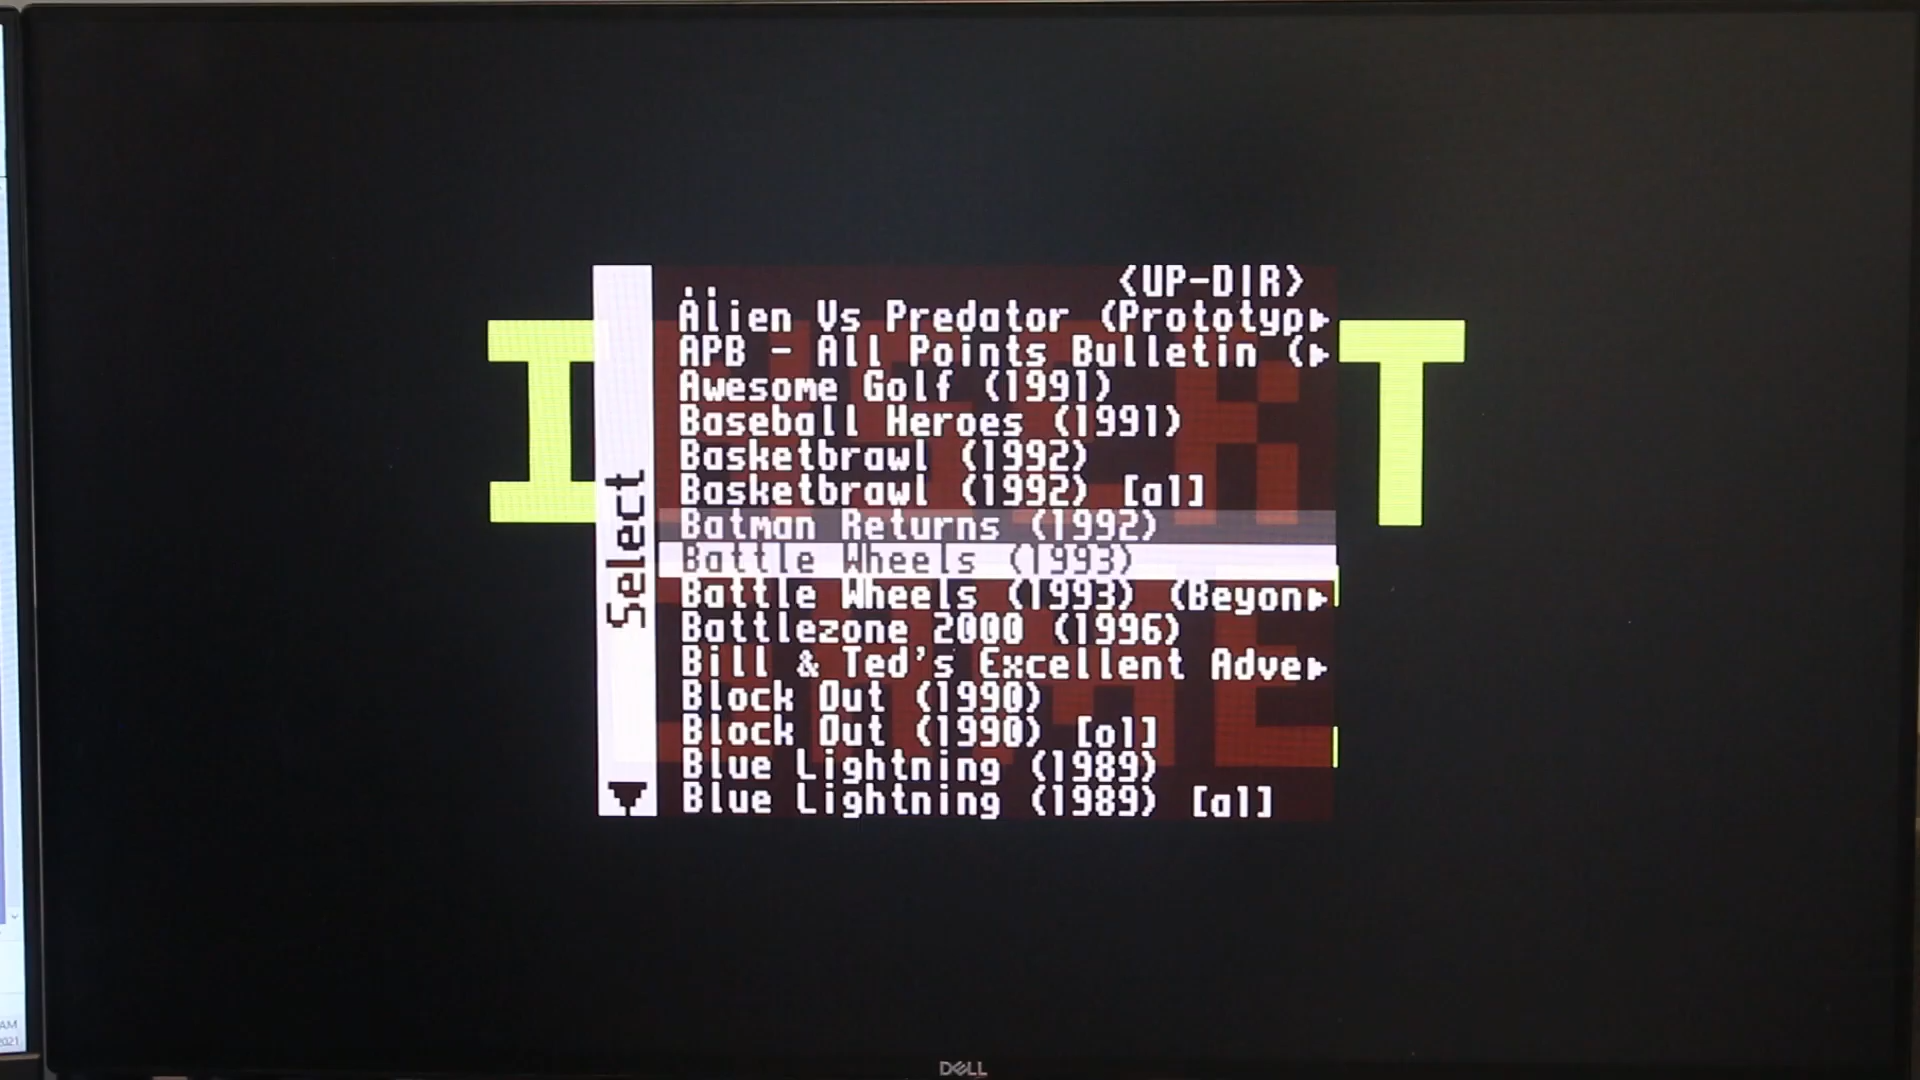 <UP-DIR>
..
Alien Vs Predator (Prototyp
APB - All Points Bulletin (
Awesome Golf (1991)
Baseball Heroes (1991)
Basketbrawl (1992)
Basketbrawl (1992) [a1]
Batman Returns (1992)
Battle Wheels (1993)
Battle Wheels (1993) (Beyon
Battlezone 2000 (1996)
Bill & Ted's Excellent Adve
Block Out (1990)
Block Out (1990) [o1]
Blue Lightning (1989)
Blue Lightning (1989) [a1]
Select
AM
2021
DELL